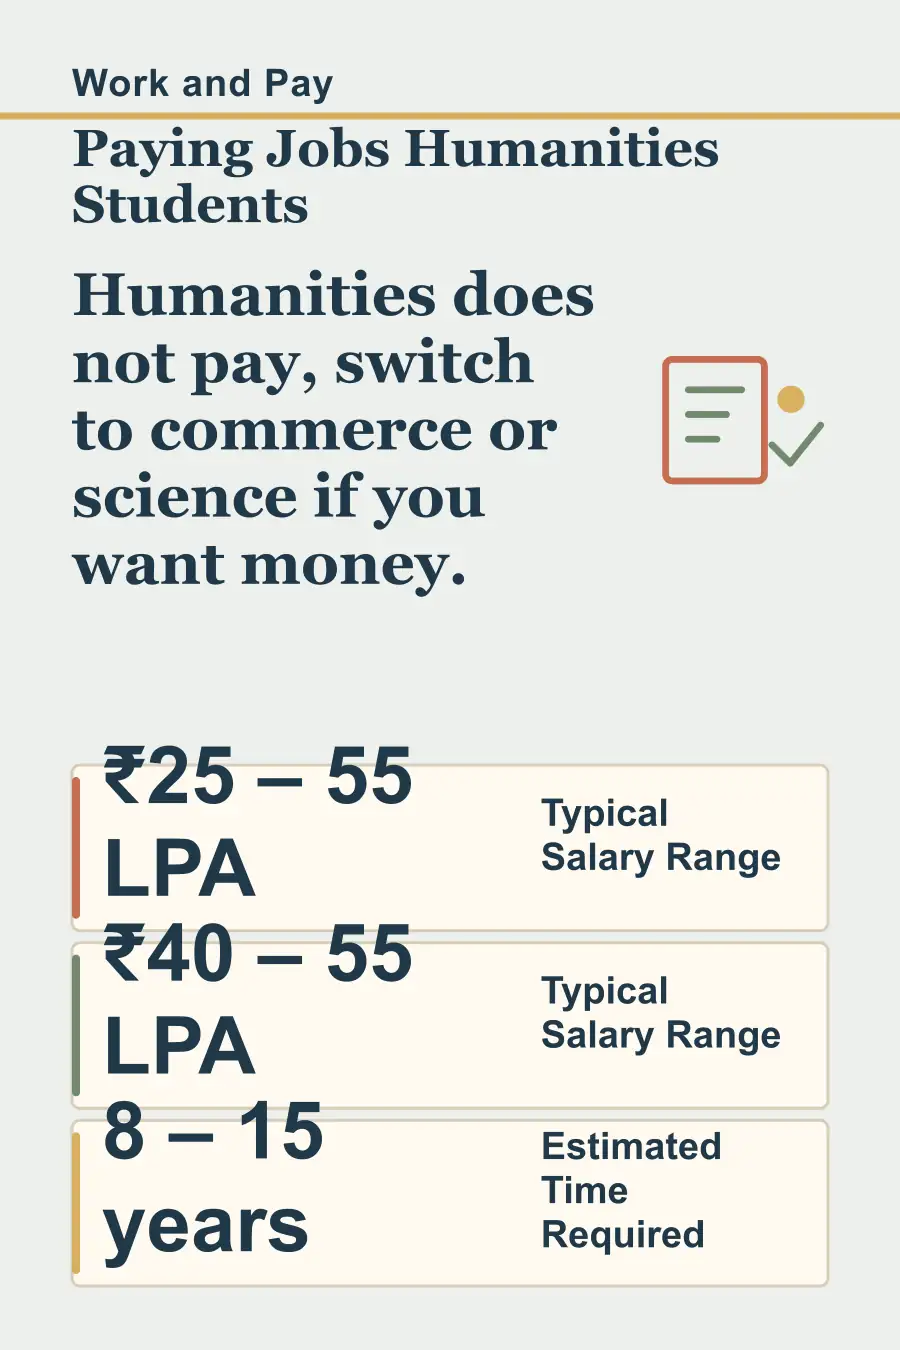 Work and Pay
Paying Jobs Humanities
Students
Humanities does
not pay, switch
to commerce or
science if you
want money.
₹25 – 55
LPA
Typical
Salary Range
₹40 – 55
LPA
Typical
Salary Range
8 – 15
years
Estimated
Time
Required